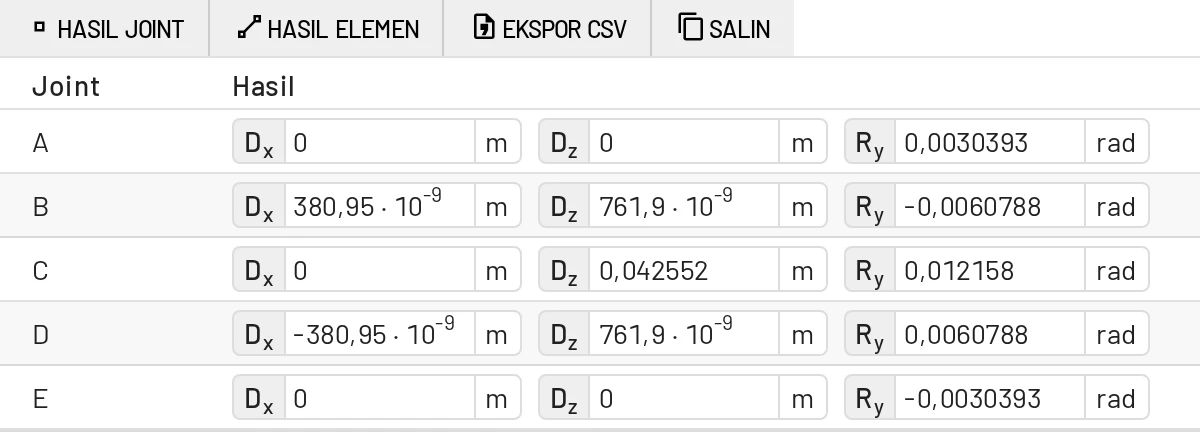 HASIL JOINT HASIL ELEMEN EKSPOR CSV SALIN
Joint Hasil
A Dx 0 m Dz 0 m Ry 0,0030393 rad
B Dx 380,95 · 10⁻⁹ m Dz 761,9 · 10⁻⁹ m Ry -0,0060788 rad
C Dx 0 m Dz 0,042552 m Ry 0,012158 rad
D Dx -380,95 · 10⁻⁹ m Dz 761,9 · 10⁻⁹ m Ry 0,0060788 rad
E Dx 0 m Dz 0 m Ry -0,0030393 rad